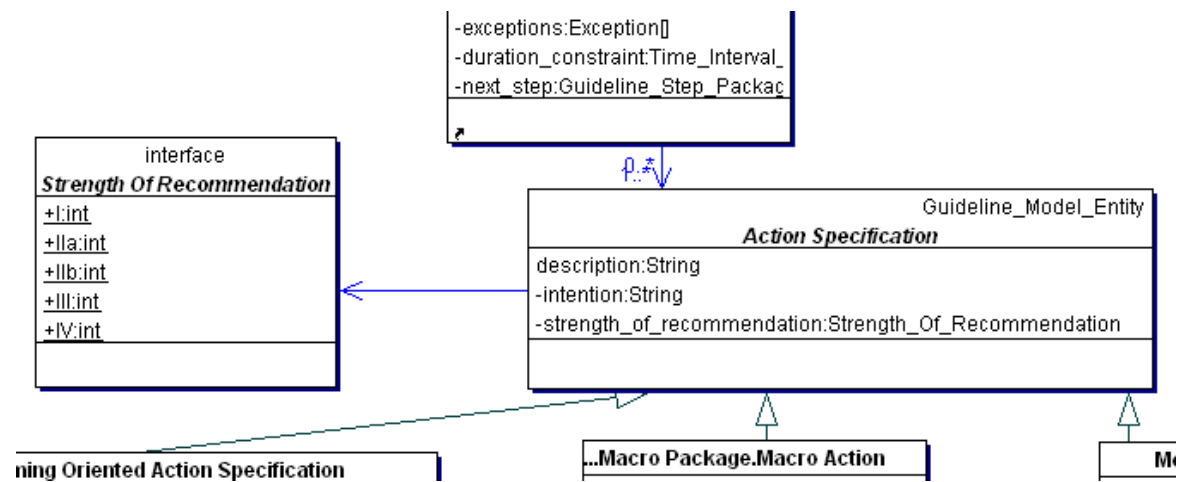 -exceptions:Exception[]
-duration_constraint:Time_Interval_
-next_step:Guideline_Step_Packag
0..*
interface
Strength Of Recommendation
+I:int
+IIa:int
+IIb:int
+III:int
+IV:int
Guideline_Model_Entity
Action Specification
description:String
-intention:String
-strength_of_recommendation:Strength_Of_Recommendation
ning Oriented Action Specification
...Macro Package.Macro Action